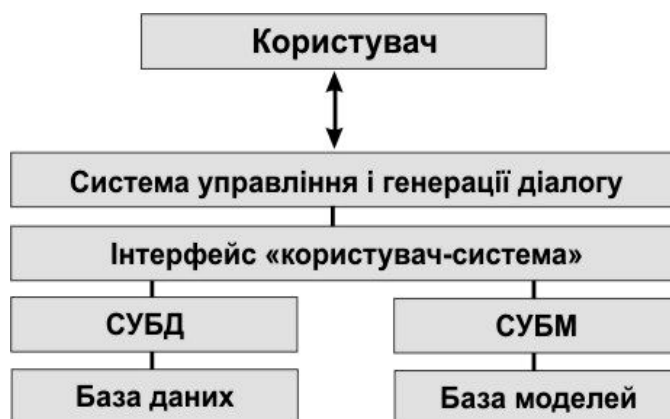 Користувач
Система управління і генерації діалогу
Інтерфейс «користувач-система»
СУБД
СУБМ
База даних
База моделей